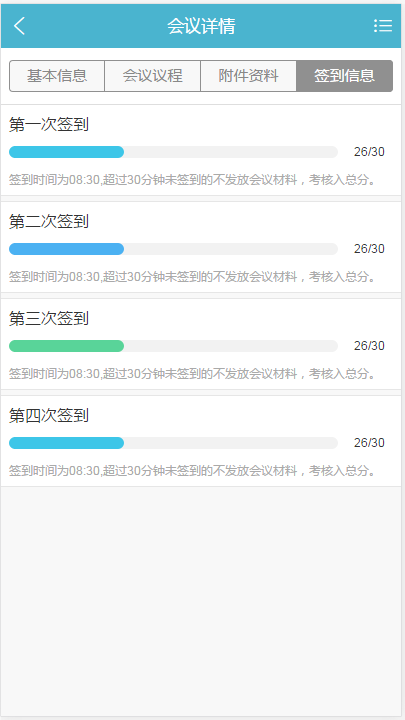 会议详情
基本信息 会议议程 附件资料 签到信息
第一次签到
26/30
签到时间为08:30,超过30分钟未签到的不发放会议材料，考核入总分。
第二次签到
26/30
签到时间为08:30,超过30分钟未签到的不发放会议材料，考核入总分。
第三次签到
26/30
签到时间为08:30,超过30分钟未签到的不发放会议材料，考核入总分。
第四次签到
26/30
签到时间为08:30,超过30分钟未签到的不发放会议材料，考核入总分。